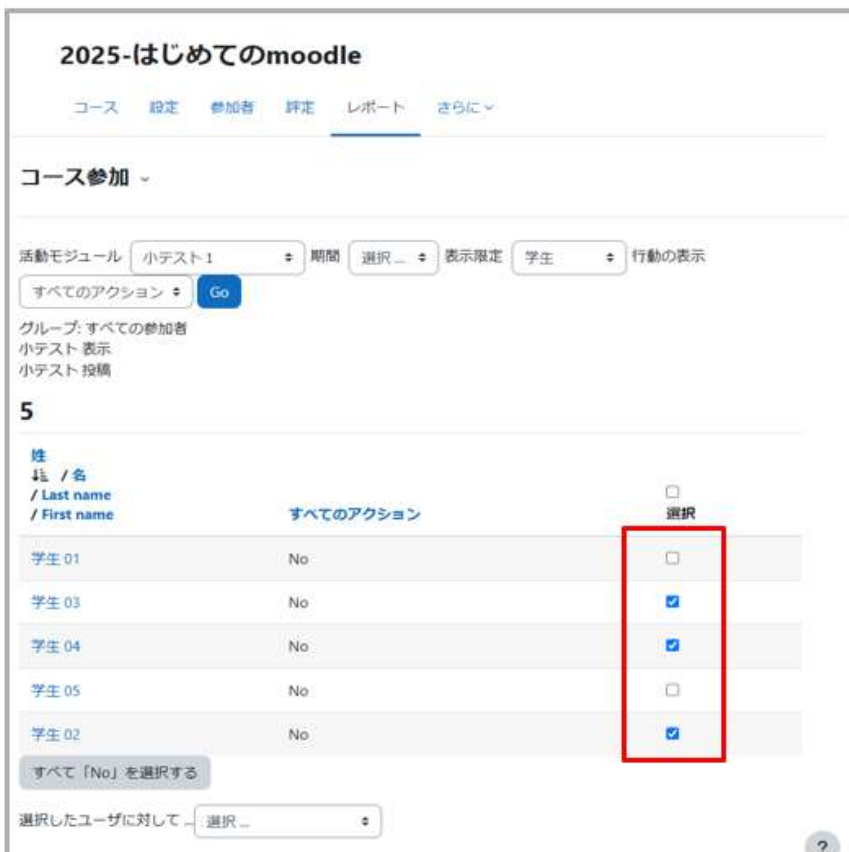 2025-はじめてのmoodle
コース 設定 参加者 評定 レポート さらに
コース参加
活動モジュール 小テスト1 期間 選択 ... 表示限定 学生 行動の表示
すべてのアクション Go
グループ: すべての参加者
小テスト 表示
小テスト 投稿
5
姓
/ 名
/ Last name
/ First name すべてのアクション 選択
学生 01 No
学生 03 No
学生 04 No
学生 05 No
学生 02 No
すべて「No」を選択する
選択したユーザに対して ... 選択 ...
?